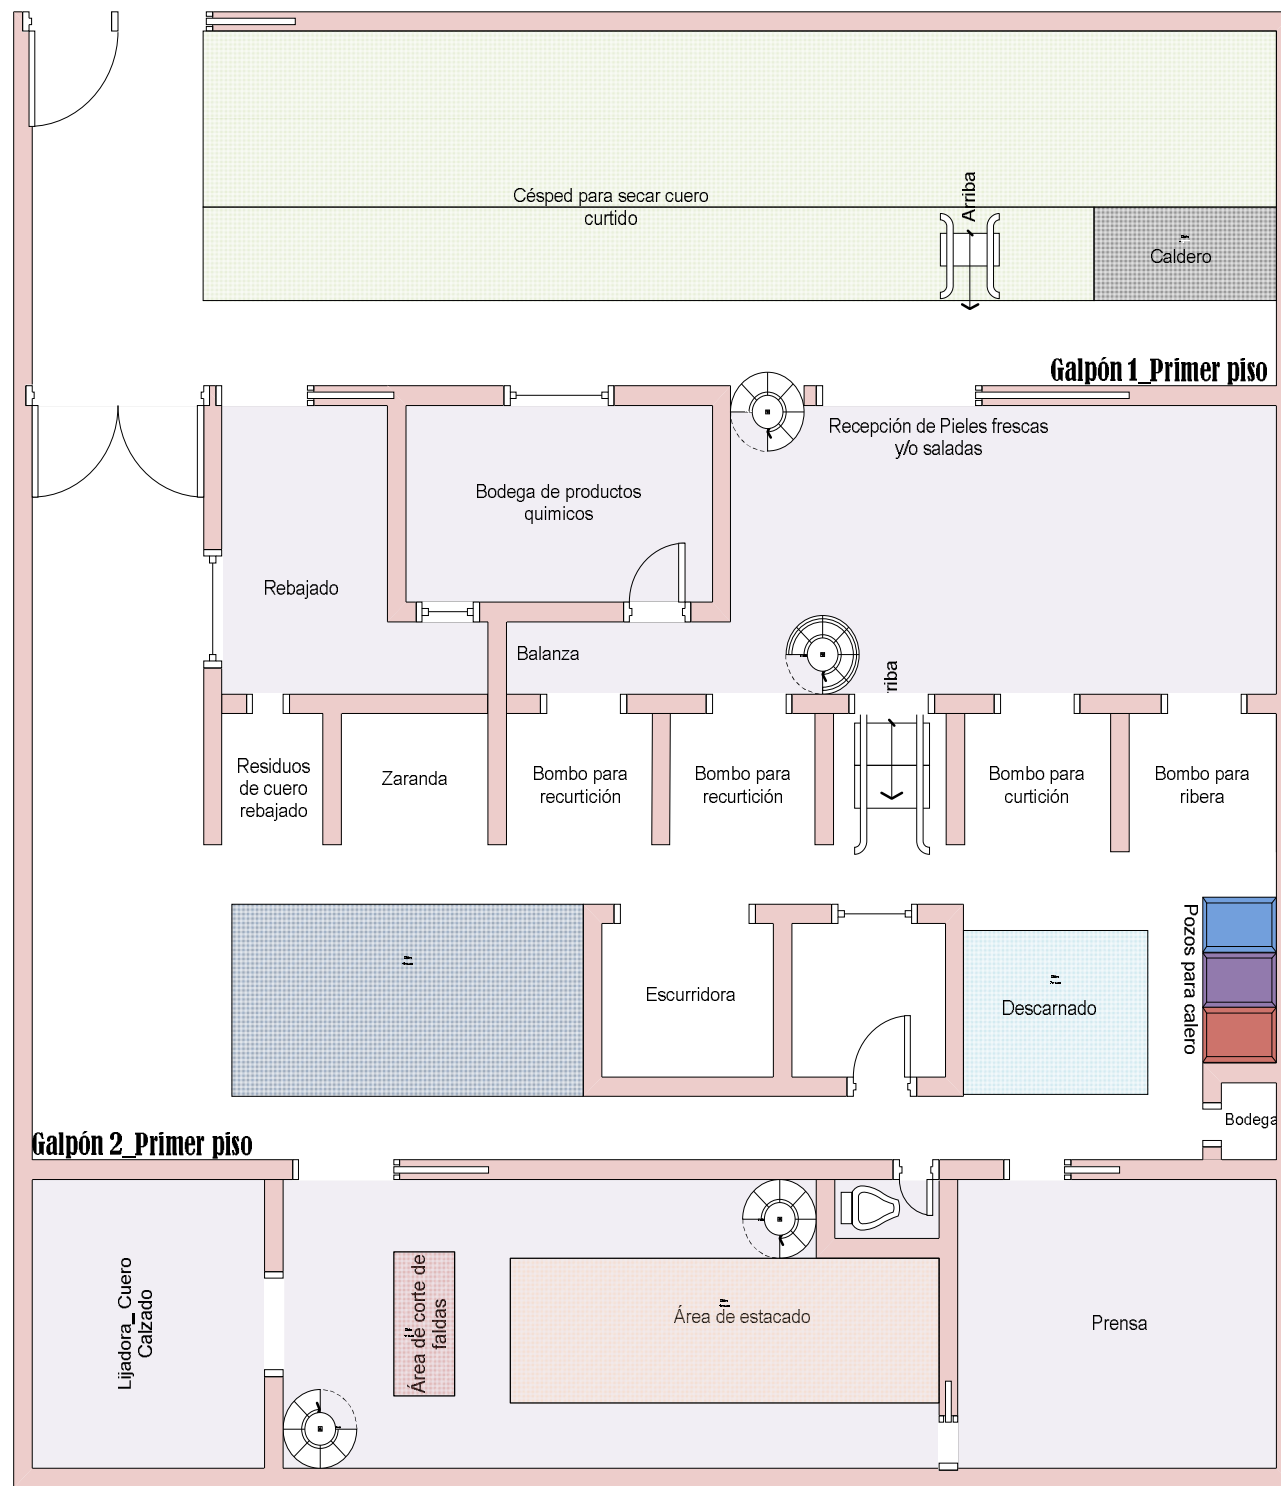 Césped para secar cuero
curtido
Arriba
Caldero
Galpón 1_Primer piso
Recepción de Pieles frescas
y/o saladas
Bodega de productos
quimicos
Rebajado
Balanza
riba
Residuos
de cuero
rebajado
Zaranda
Bombo para
recurtición
Bombo para
recurtición
Bombo para
curtición
Bombo para
ribera
Pozos para calero
Escurridora
Descarnado
Bodega
Galpón 2_Primer piso
Lijadora_Cuero
Calzado
Área de corte de
faldas
Área de estacado
Prensa